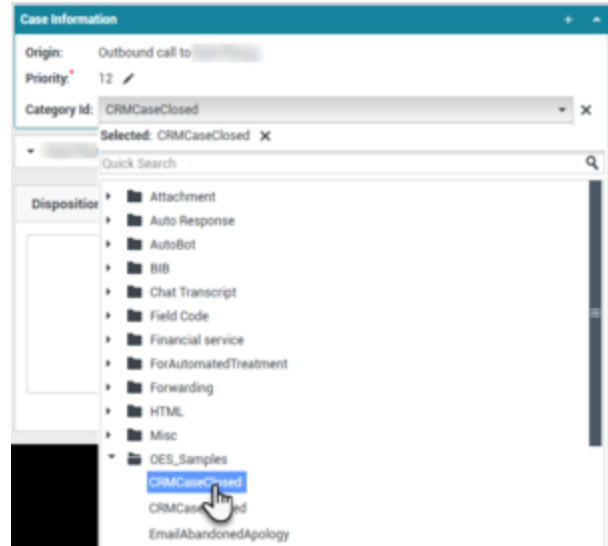 Case Information
Origin: Outbound call to
Priority:* 12
Category Id: CRMCaseClosed
Selected: CRMCaseClosed X
Quick Search
Disposition
Attachment
Auto Response
AutoBot
BIB
Chat Transcript
Field Code
Financial service
ForAutomatedTreatment
Forwarding
HTML
Misc
OES_Samples
CRMCaseClosed
EmailAbandonedApology